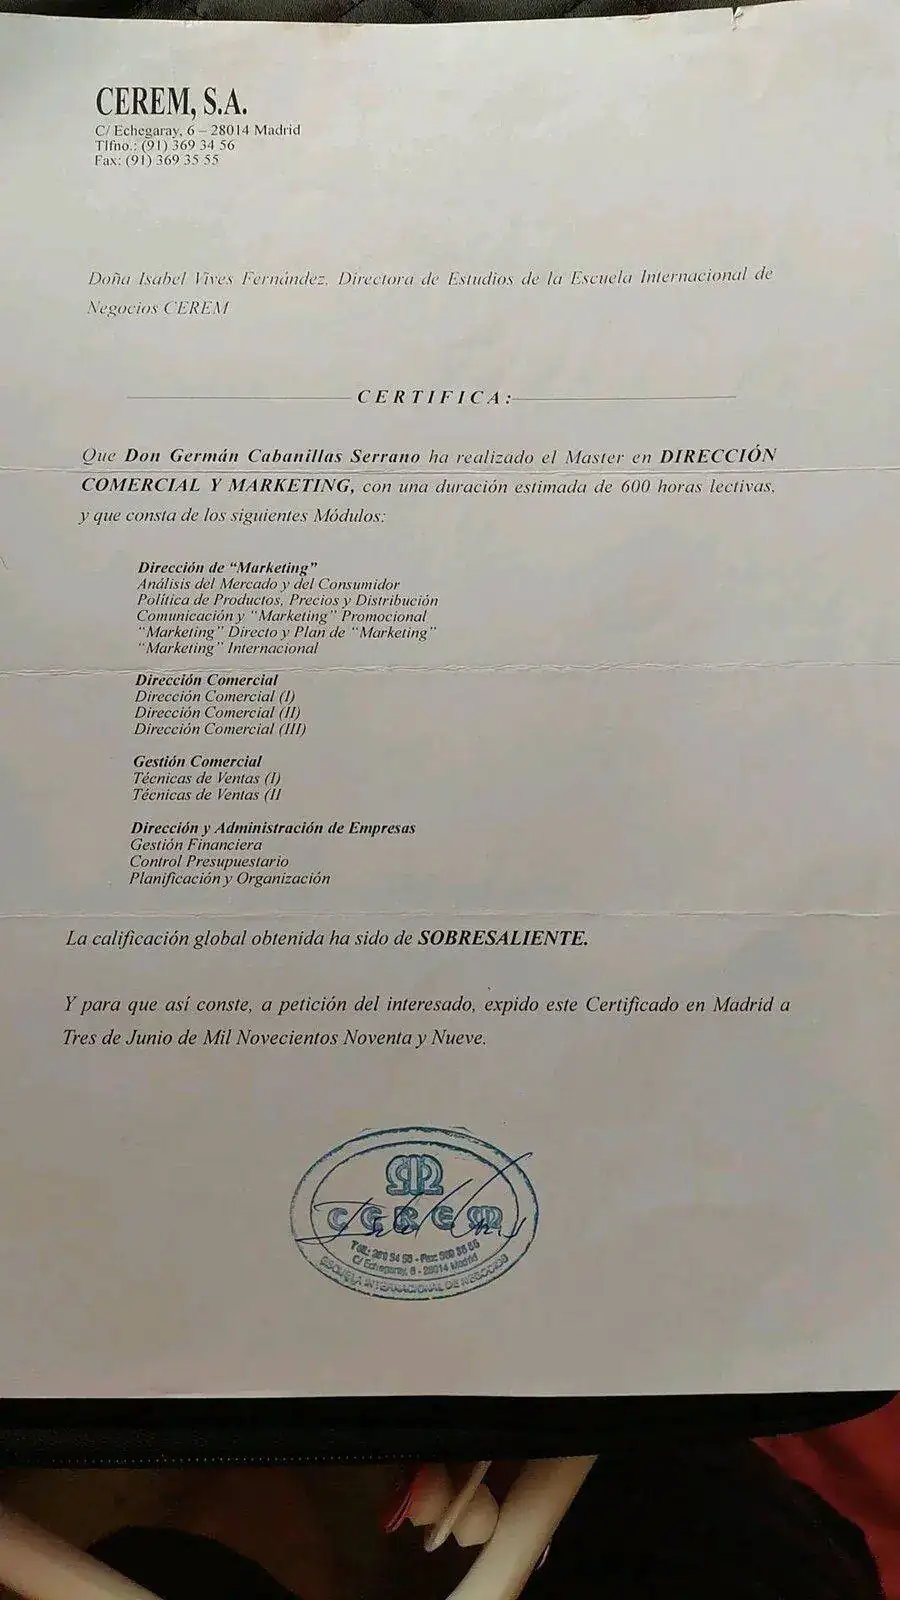 CEREM, S.A.
C/ Echegaray, 6 – 28014 Madrid
Tlfno.: (91) 369 34 56
Fax: (91) 369 35 55
Doña Isabel Vives Fernández, Directora de Estudios de la Escuela Internacional de
Negocios CEREM
CERTIFICA:
Que Don Germán Cabanillas Serrano ha realizado el Master en DIRECCIÓN
COMERCIAL Y MARKETING, con una duración estimada de 600 horas lectivas,
y que consta de los siguientes Módulos:
Dirección de “Marketing”
Análisis del Mercado y del Consumidor
Política de Productos, Precios y Distribución
Comunicación y “Marketing” Promocional
“Marketing” Directo y Plan de “Marketing”
“Marketing” Internacional
Dirección Comercial
Dirección Comercial (I)
Dirección Comercial (II)
Dirección Comercial (III)
Gestión Comercial
Técnicas de Ventas (I)
Técnicas de Ventas (II
Dirección y Administración de Empresas
Gestión Financiera
Control Presupuestario
Planificación y Organización
La calificación global obtenida ha sido de SOBRESALIENTE.
Y para que así conste, a petición del interesado, expido este Certificado en Madrid a
Tres de Junio de Mil Novecientos Noventa y Nueve.
CEREM
C/ Echegaray, 6 - 28014 Madrid
ESCUELA INTERNACIONAL DE NEGOCIOS